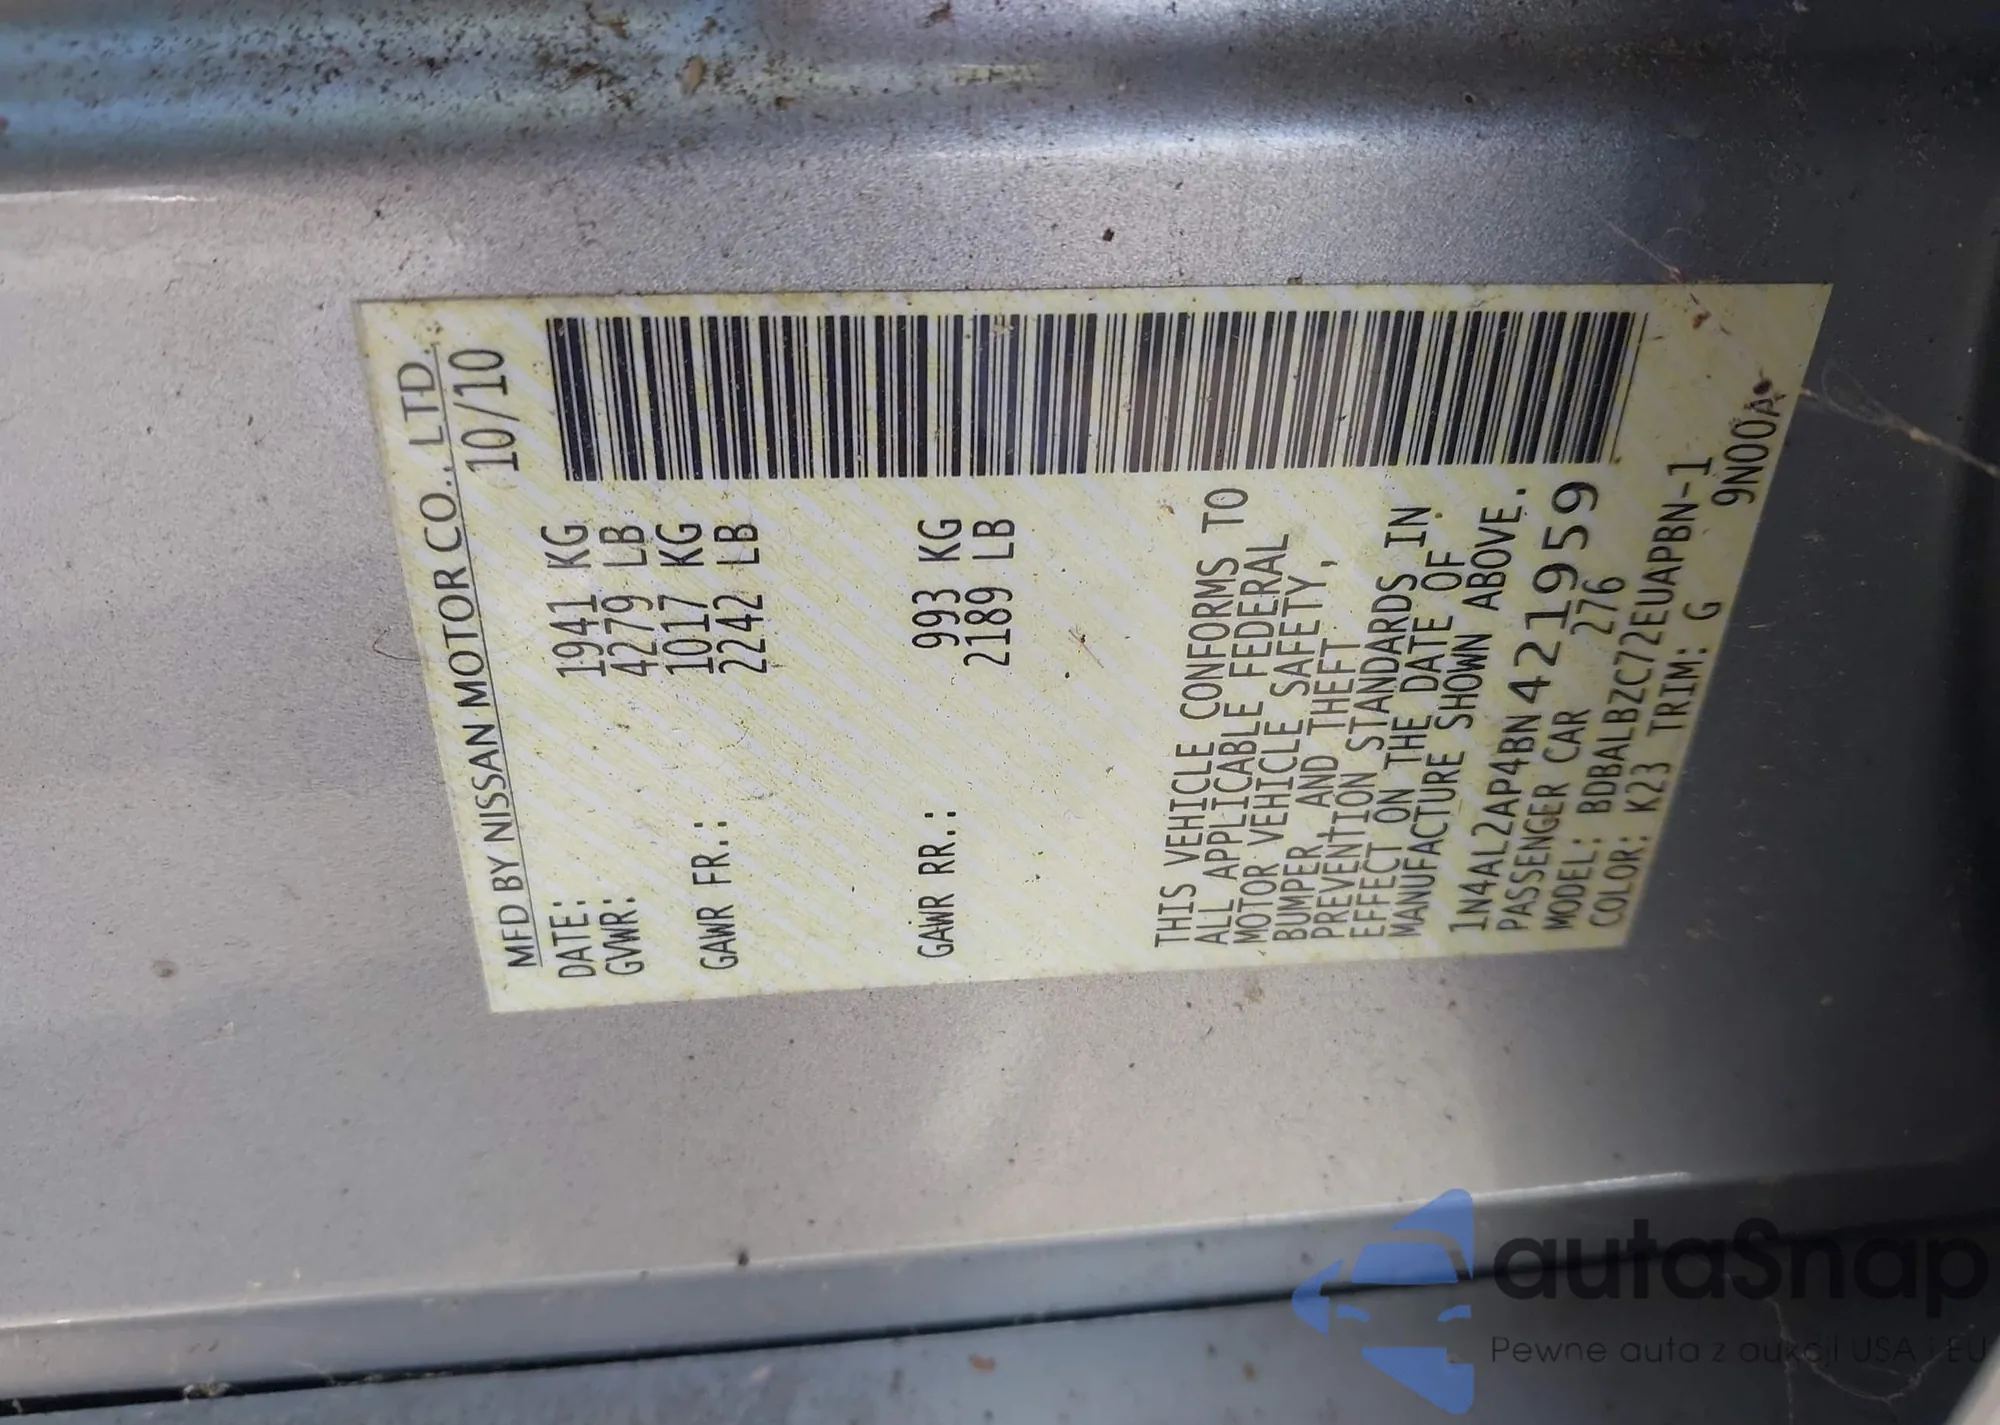 MFD BY NISSAN MOTOR CO., LTD.
DATE: 10/10
GVWR: 1941 KG
4279 LB
GAWR FR.: 1017 KG
2242 LB
GAWR RR.: 993 KG
2189 LB
THIS VEHICLE CONFORMS TO
ALL APPLICABLE FEDERAL
MOTOR VEHICLE SAFETY,
BUMPER, AND THEFT
PREVENTION STANDARDS IN
EFFECT ON THE DATE OF
MANUFACTURE SHOWN ABOVE.
1N4AL2AP4BN421959
PASSENGER CAR 276
MODEL: BDBALBZC72EUAPBN-1
COLOR: K23 TRIM: G 9N00A
autaSnap
Pewne auta z aukcji USA i EU